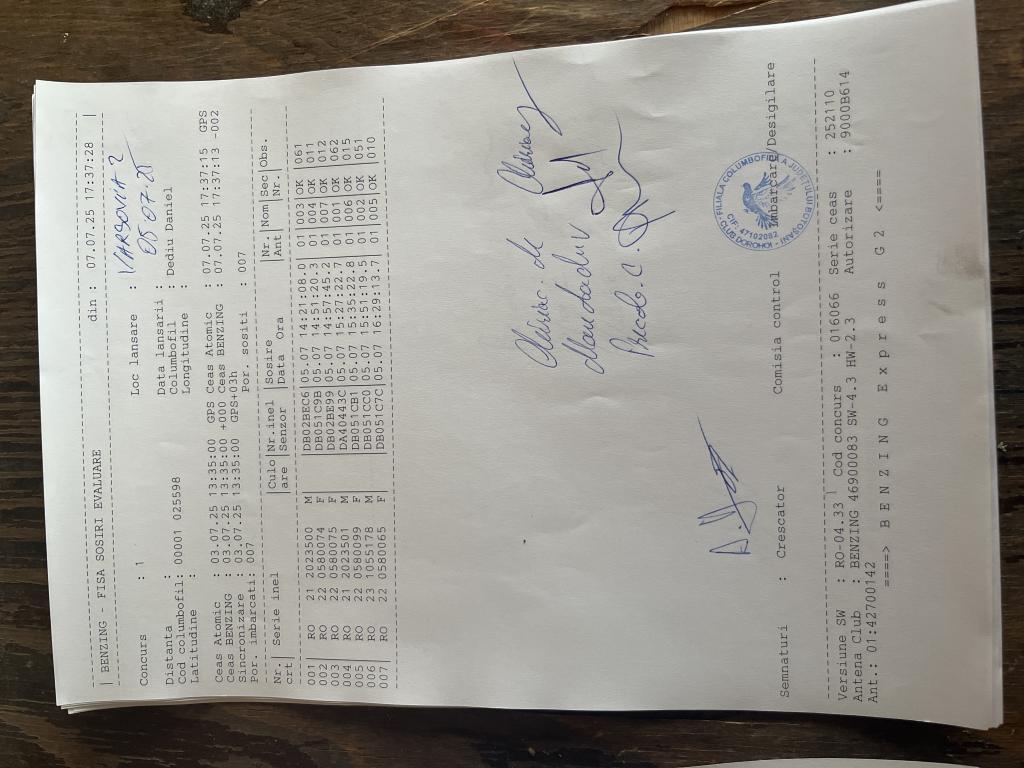 | BENZING - FISA SOSIRI EVALUARE din : 07.07.25 17:37:28 |
Concurs : 1 Loc lansare : VARSOVIA 2
Distanta : Data lansarii : 05 07-25
Cod columbofil: 00001 025598 Columbofil : Dediu Daniel
Latitudine : Longitudine :
Ceas Atomic : 03.07.25 13:35:00 GPS Ceas Atomic : 07.07.25 17:37:15 GPS
Ceas BENZING : 03.07.25 13:35:00 +000 Ceas BENZING : 07.07.25 17:37:13 -002
Sincronizare : 03.07.25 13:35:00 GPS+03h
Por. imbarcati: 007 Por. sositi : 007
Nr.| Serie inel |Culo|Nr.inel |Sosire |Nr.|Nom|Sec|Obs.
crt| |are |Senzor |Data Ora |Ant| |Nr.|
001| RO 21 2023500 M |DB02BEC6|05.07 14:21:08.0| 01|003|OK |061
002| RO 22 0580074 F |DB051C9B|05.07 14:51:20.3| 01|004|OK |011
003| RO 22 0580075 F |DB02BE99|05.07 14:57:45.2| 01|007|OK |012
004| RO 21 2023501 M |DA40443C|05.07 15:27:22.7| 01|001|OK |062
005| RO 22 0580099 F |DB051CB1|05.07 15:35:22.8| 01|006|OK |015
006| RO 23 1055178 M |DB051CC0|05.07 15:51:19.5| 01|002|OK |051
007| RO 22 0580065 F |DB051C7C|05.07 16:29:13.7| 01|005|OK |010
FILIALA COLUMBOFILA A JUDETULUI BOTOȘANI
CLUB DOROHOI
CIF: 47102082
Semnaturi : Crescator Comisia control Imbarcare/Desigilare
Versiune SW : RO-04.33 Cod concurs : 016066 Serie ceas : 252110
Antena Club : BENZING 46900083 SW-4.3 HW-2.3 Autorizare : 9000B614
Ant.: 01:42700142
====> BENZING Express G2 <====